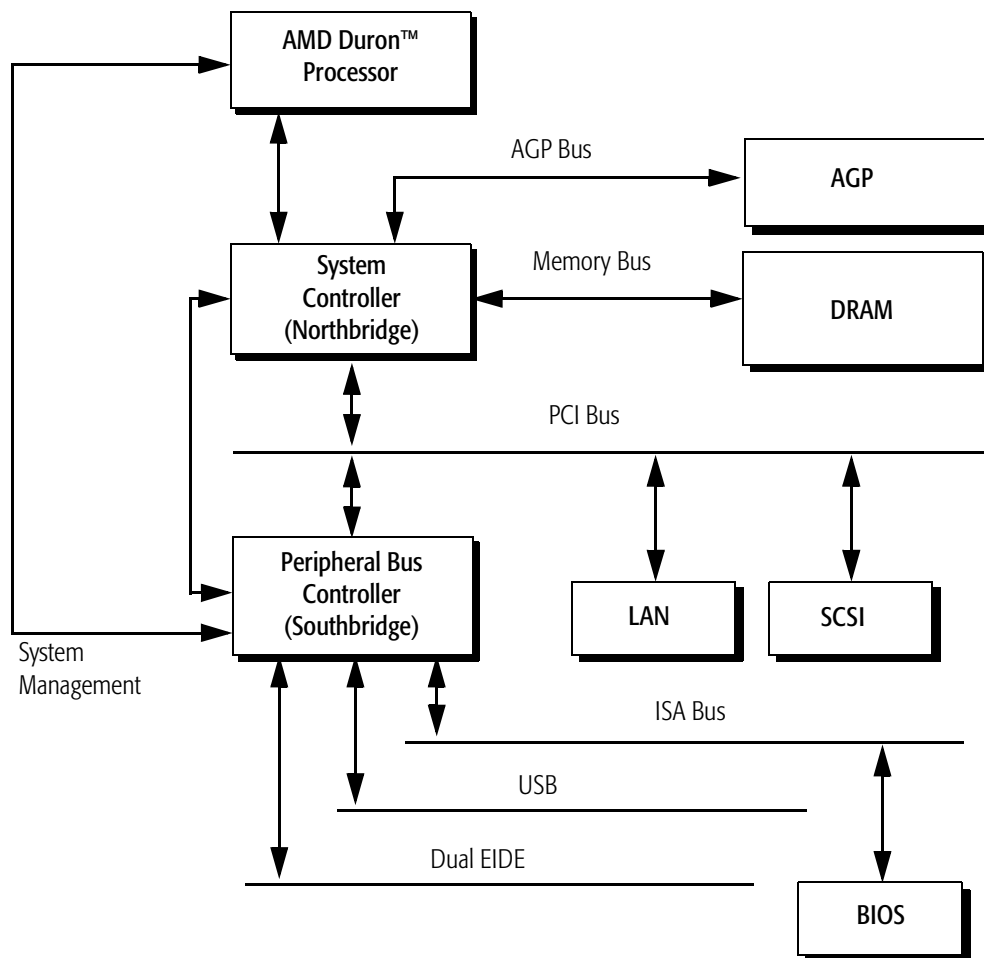 AMD Duron™
Processor
AGP Bus
AGP
System
Controller
(Northbridge)
Memory Bus
DRAM
PCI Bus
Peripheral Bus
Controller
(Southbridge)
LAN
SCSI
System
Management
ISA Bus
USB
Dual EIDE
BIOS